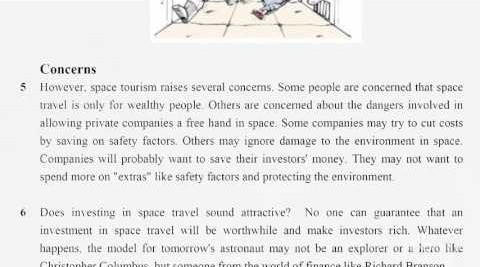 Concerns
5 However, space tourism raises several concerns. Some people are concerned that space
travel is only for wealthy people. Others are concerned about the dangers involved in
allowing private companies a free hand in space. Some companies may try to cut costs
by saving on safety factors. Others may ignore damage to the environment in space.
Companies will probably want to save their investors' money. They may not want to
spend more on "extras" like safety factors and protecting the environment.
6 Does investing in space travel sound attractive? No one can guarantee that an
investment in space travel will be worthwhile and make investors rich. Whatever
happens, the model for tomorrow's astronaut may not be an explorer or a hero like
Christopher Columbus, but someone from the world of finance like Richard Branson